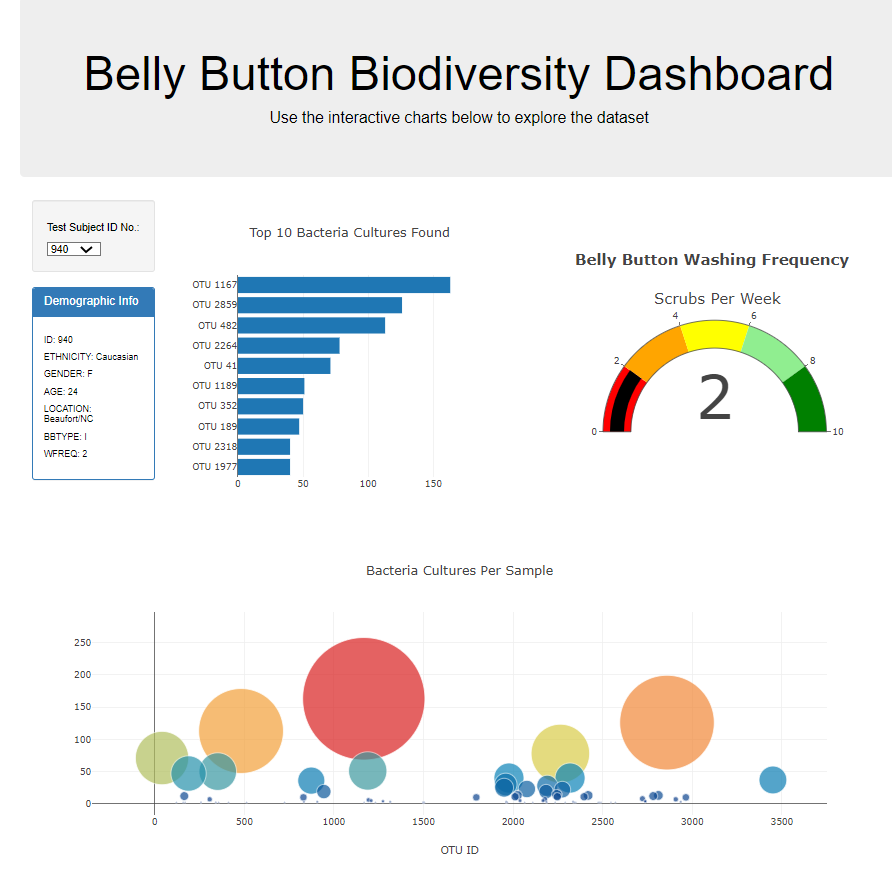 Belly Button Biodiversity Dashboard
Use the interactive charts below to explore the dataset
Test Subject ID No.:
940
Demographic Info
ID: 940
ETHNICITY: Caucasian
GENDER: F
AGE: 24
LOCATION:
Beaufort/NC
BBTYPE: I
WFREQ: 2
Top 10 Bacteria Cultures Found
OTU 1167
OTU 2859
OTU 482
OTU 2264
OTU 41
OTU 1189
OTU 352
OTU 189
OTU 2318
OTU 1977
0 50 100 150
Belly Button Washing Frequency
Scrubs Per Week
4 6
2 8
2
0 10
Bacteria Cultures Per Sample
250
200
150
100
50
0
0 500 1000 1500 2000 2500 3000 3500
OTU ID